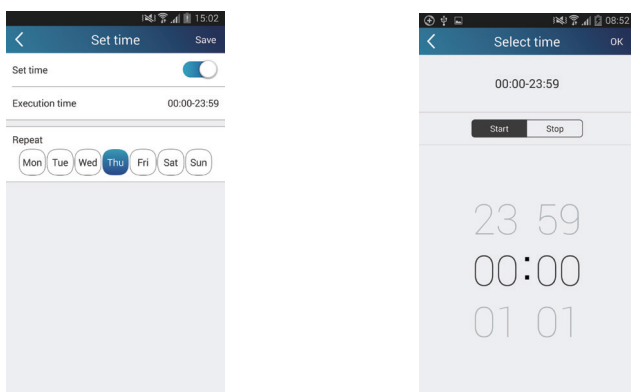 15:02
Set time
Save
Set time
Execution time 00:00-23:59
Repeat
Mon Tue Wed Thu Fri Sat Sun
08:52
Select time
OK
00:00-23:59
Start Stop
23 59
00:00
01 01